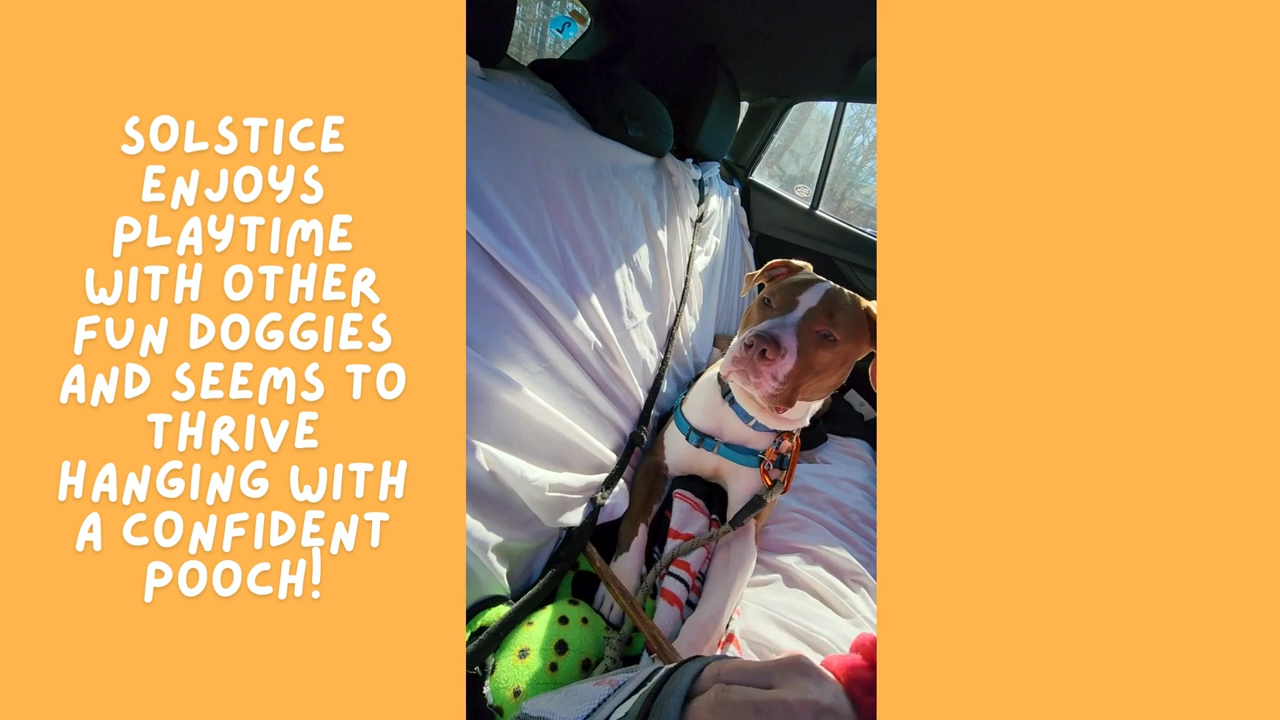 SOLSTICE
ENJOYS
PLAYTIME
WITH OTHER
FUN DOGGIES
AND SEEMS TO
THRIVE
HANGING WITH
A CONFIDENT
POOCH!